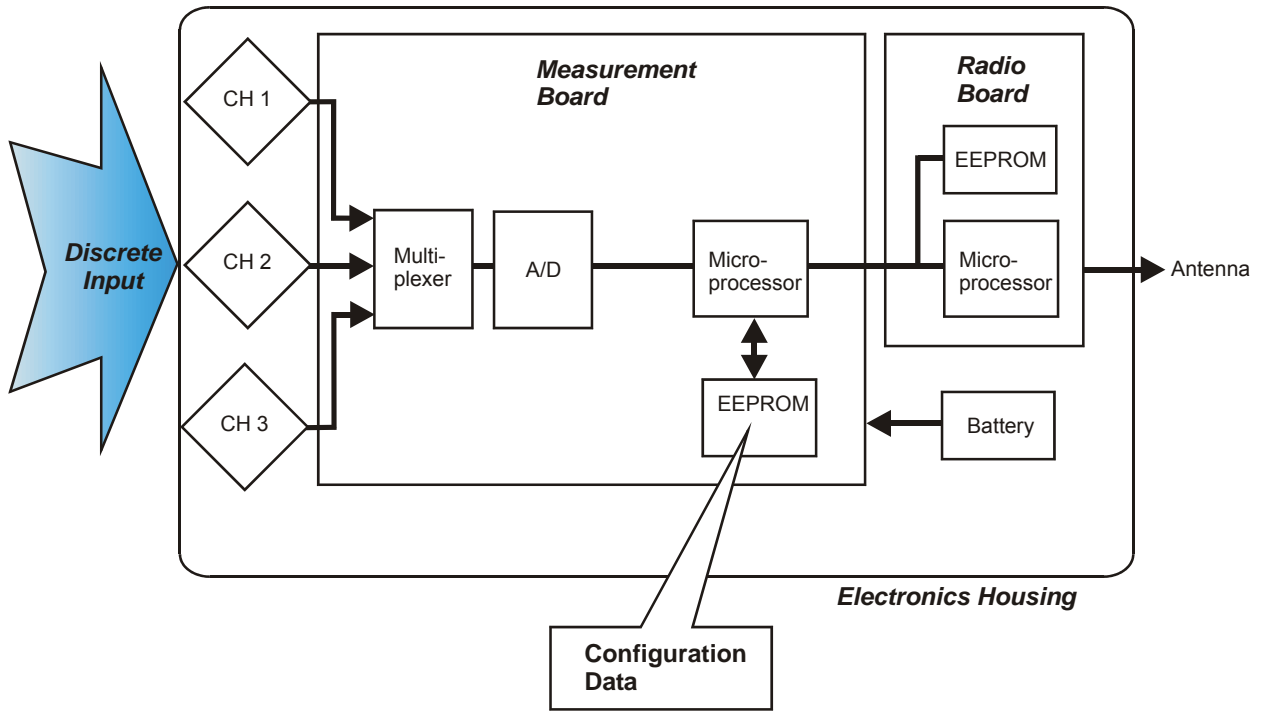 Discrete
Input
CH 1
CH 2
CH 3
Measurement
Board
Multi-
plexer
A/D
Micro-
processor
EEPROM
Configuration
Data
Radio
Board
EEPROM
Micro-
processor
Antenna
Battery
Electronics Housing